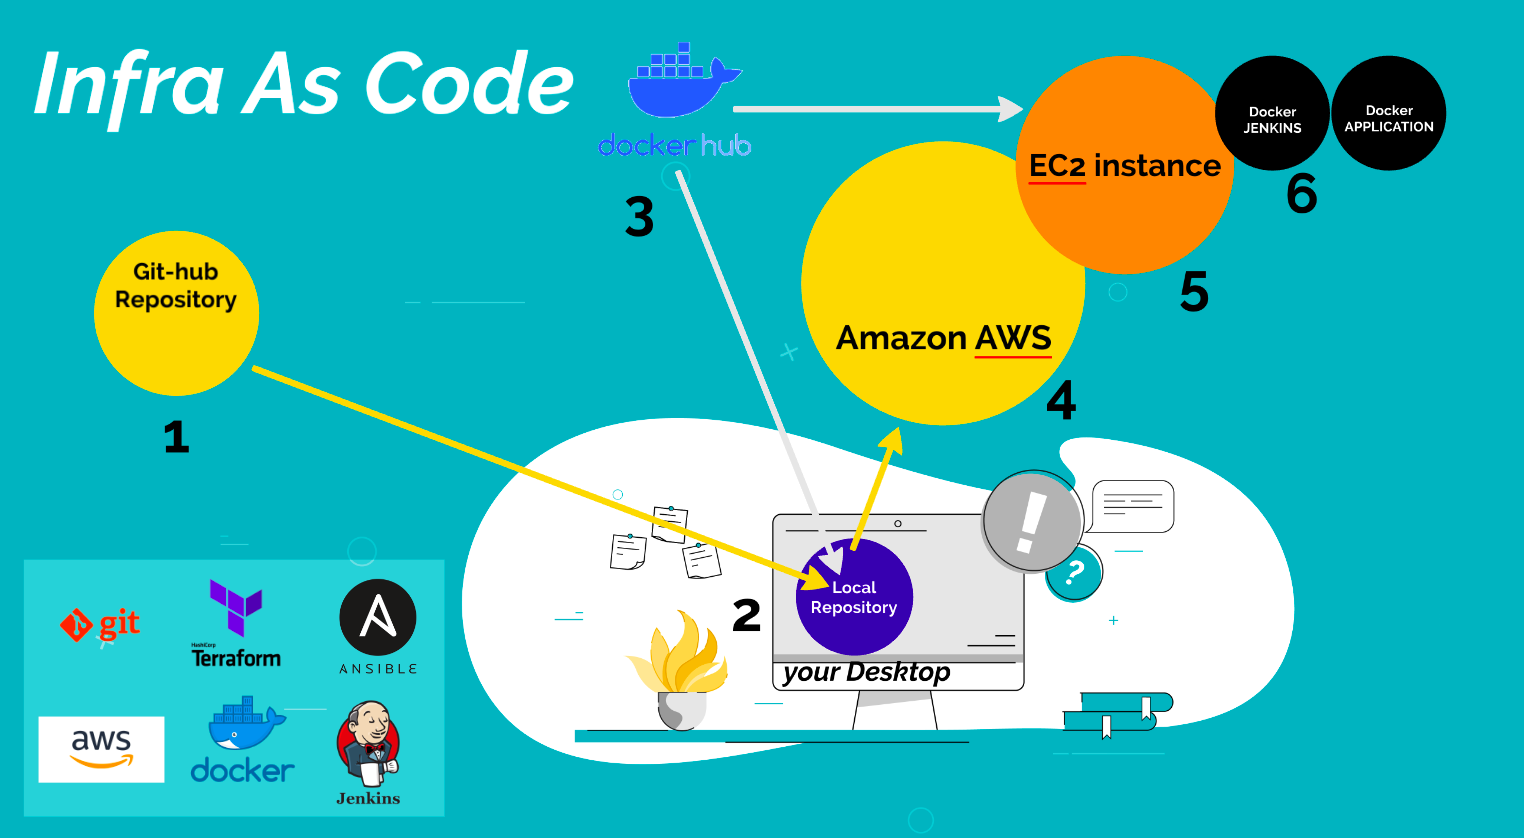 Infra As Code
docker hub
3
Docker
JENKINS
Docker
APPLICATION
EC2 instance
6
5
Git-hub
Repository
1
Amazon AWS
4
!
?
Local
Repository
2
your Desktop
git
HashiCorp
Terraform
ANSIBLE
aws
docker
Jenkins